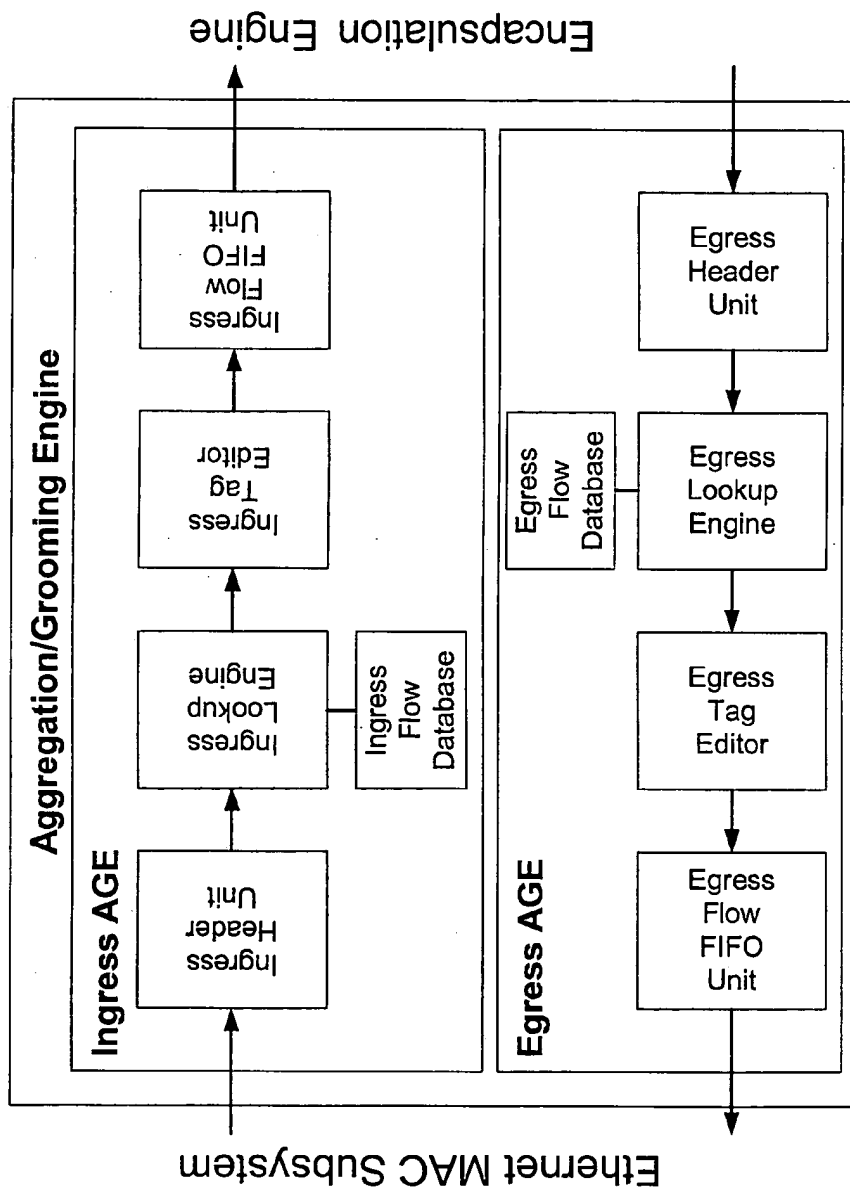 Aggregation/Grooming Engine
Ethernet MAC Subsystem
Encapsulation Engine
Ingress AGE
Ingress
Header
Unit
Ingress
Lookup
Engine
Ingress
Flow
Database
Ingress
Tag
Editor
Ingress
Flow
FIFO
Unit
Egress AGE
Egress
Header
Unit
Egress
Lookup
Engine
Egress
Flow
Database
Egress
Tag
Editor
Egress
Flow
FIFO
Unit